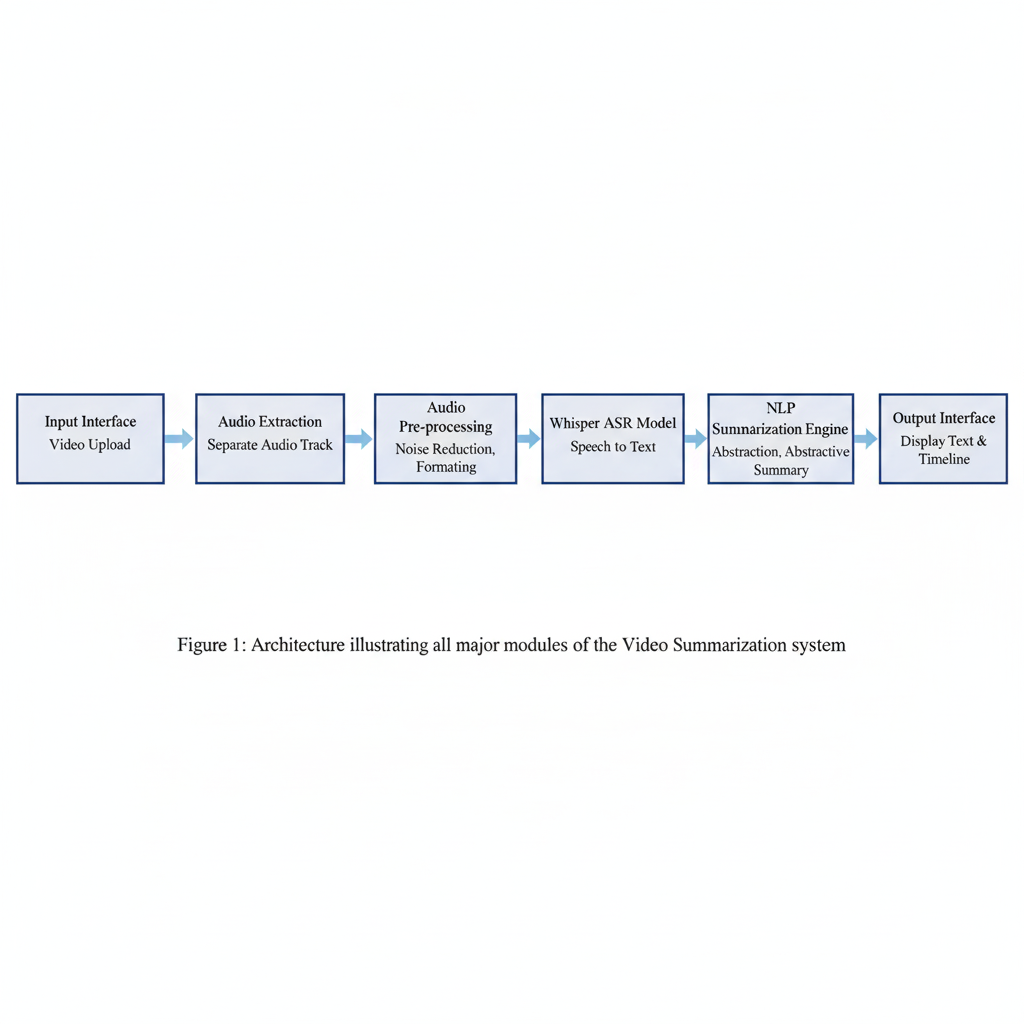 Input Interface
Video Upload
Audio Extraction
Separate Audio Track
Audio
Pre-processing
Noise Reduction,
Formating
Whisper ASR Model
Speech to Text
NLP
Summarization Engine
Abstraction, Abstractive
Summary
Output Interface
Display Text &
Timeline
Figure 1: Architecture illustrating all major modules of the Video Summarization system